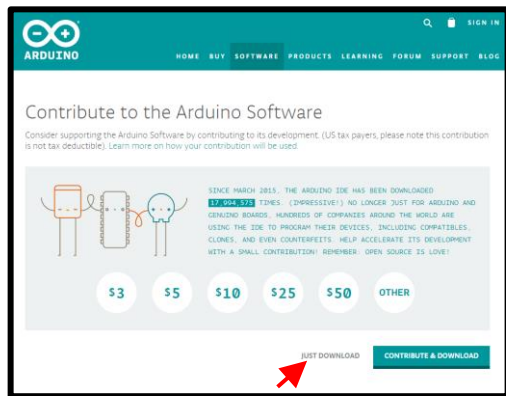 SIGN IN
ARDUINO
HOME BUY SOFTWARE PRODUCTS LEARNING FORUM SUPPORT BLOG
Contribute to the Arduino Software
Consider supporting the Arduino Software by contributing to its development. (US tax payers, please note this contribution
is not tax deductible). Learn more on how your contribution will be used.
SINCE MARCH 2015, THE ARDUINO IDE HAS BEEN DOWNLOADED
17,994,575 TIMES. (IMPRESSIVE!) NO LONGER JUST FOR ARDUINO AND
GENUINO BOARDS, HUNDREDS OF COMPANIES AROUND THE WORLD ARE
USING THE IDE TO PROGRAM THEIR DEVICES, INCLUDING COMPATIBLES,
CLONES, AND EVEN COUNTERFEITS. HELP ACCELERATE ITS DEVELOPMENT
WITH A SMALL CONTRIBUTION! REMEMBER: OPEN SOURCE IS LOVE!
$3 $5 $10 $25 $50 OTHER
JUST DOWNLOAD CONTRIBUTE & DOWNLOAD